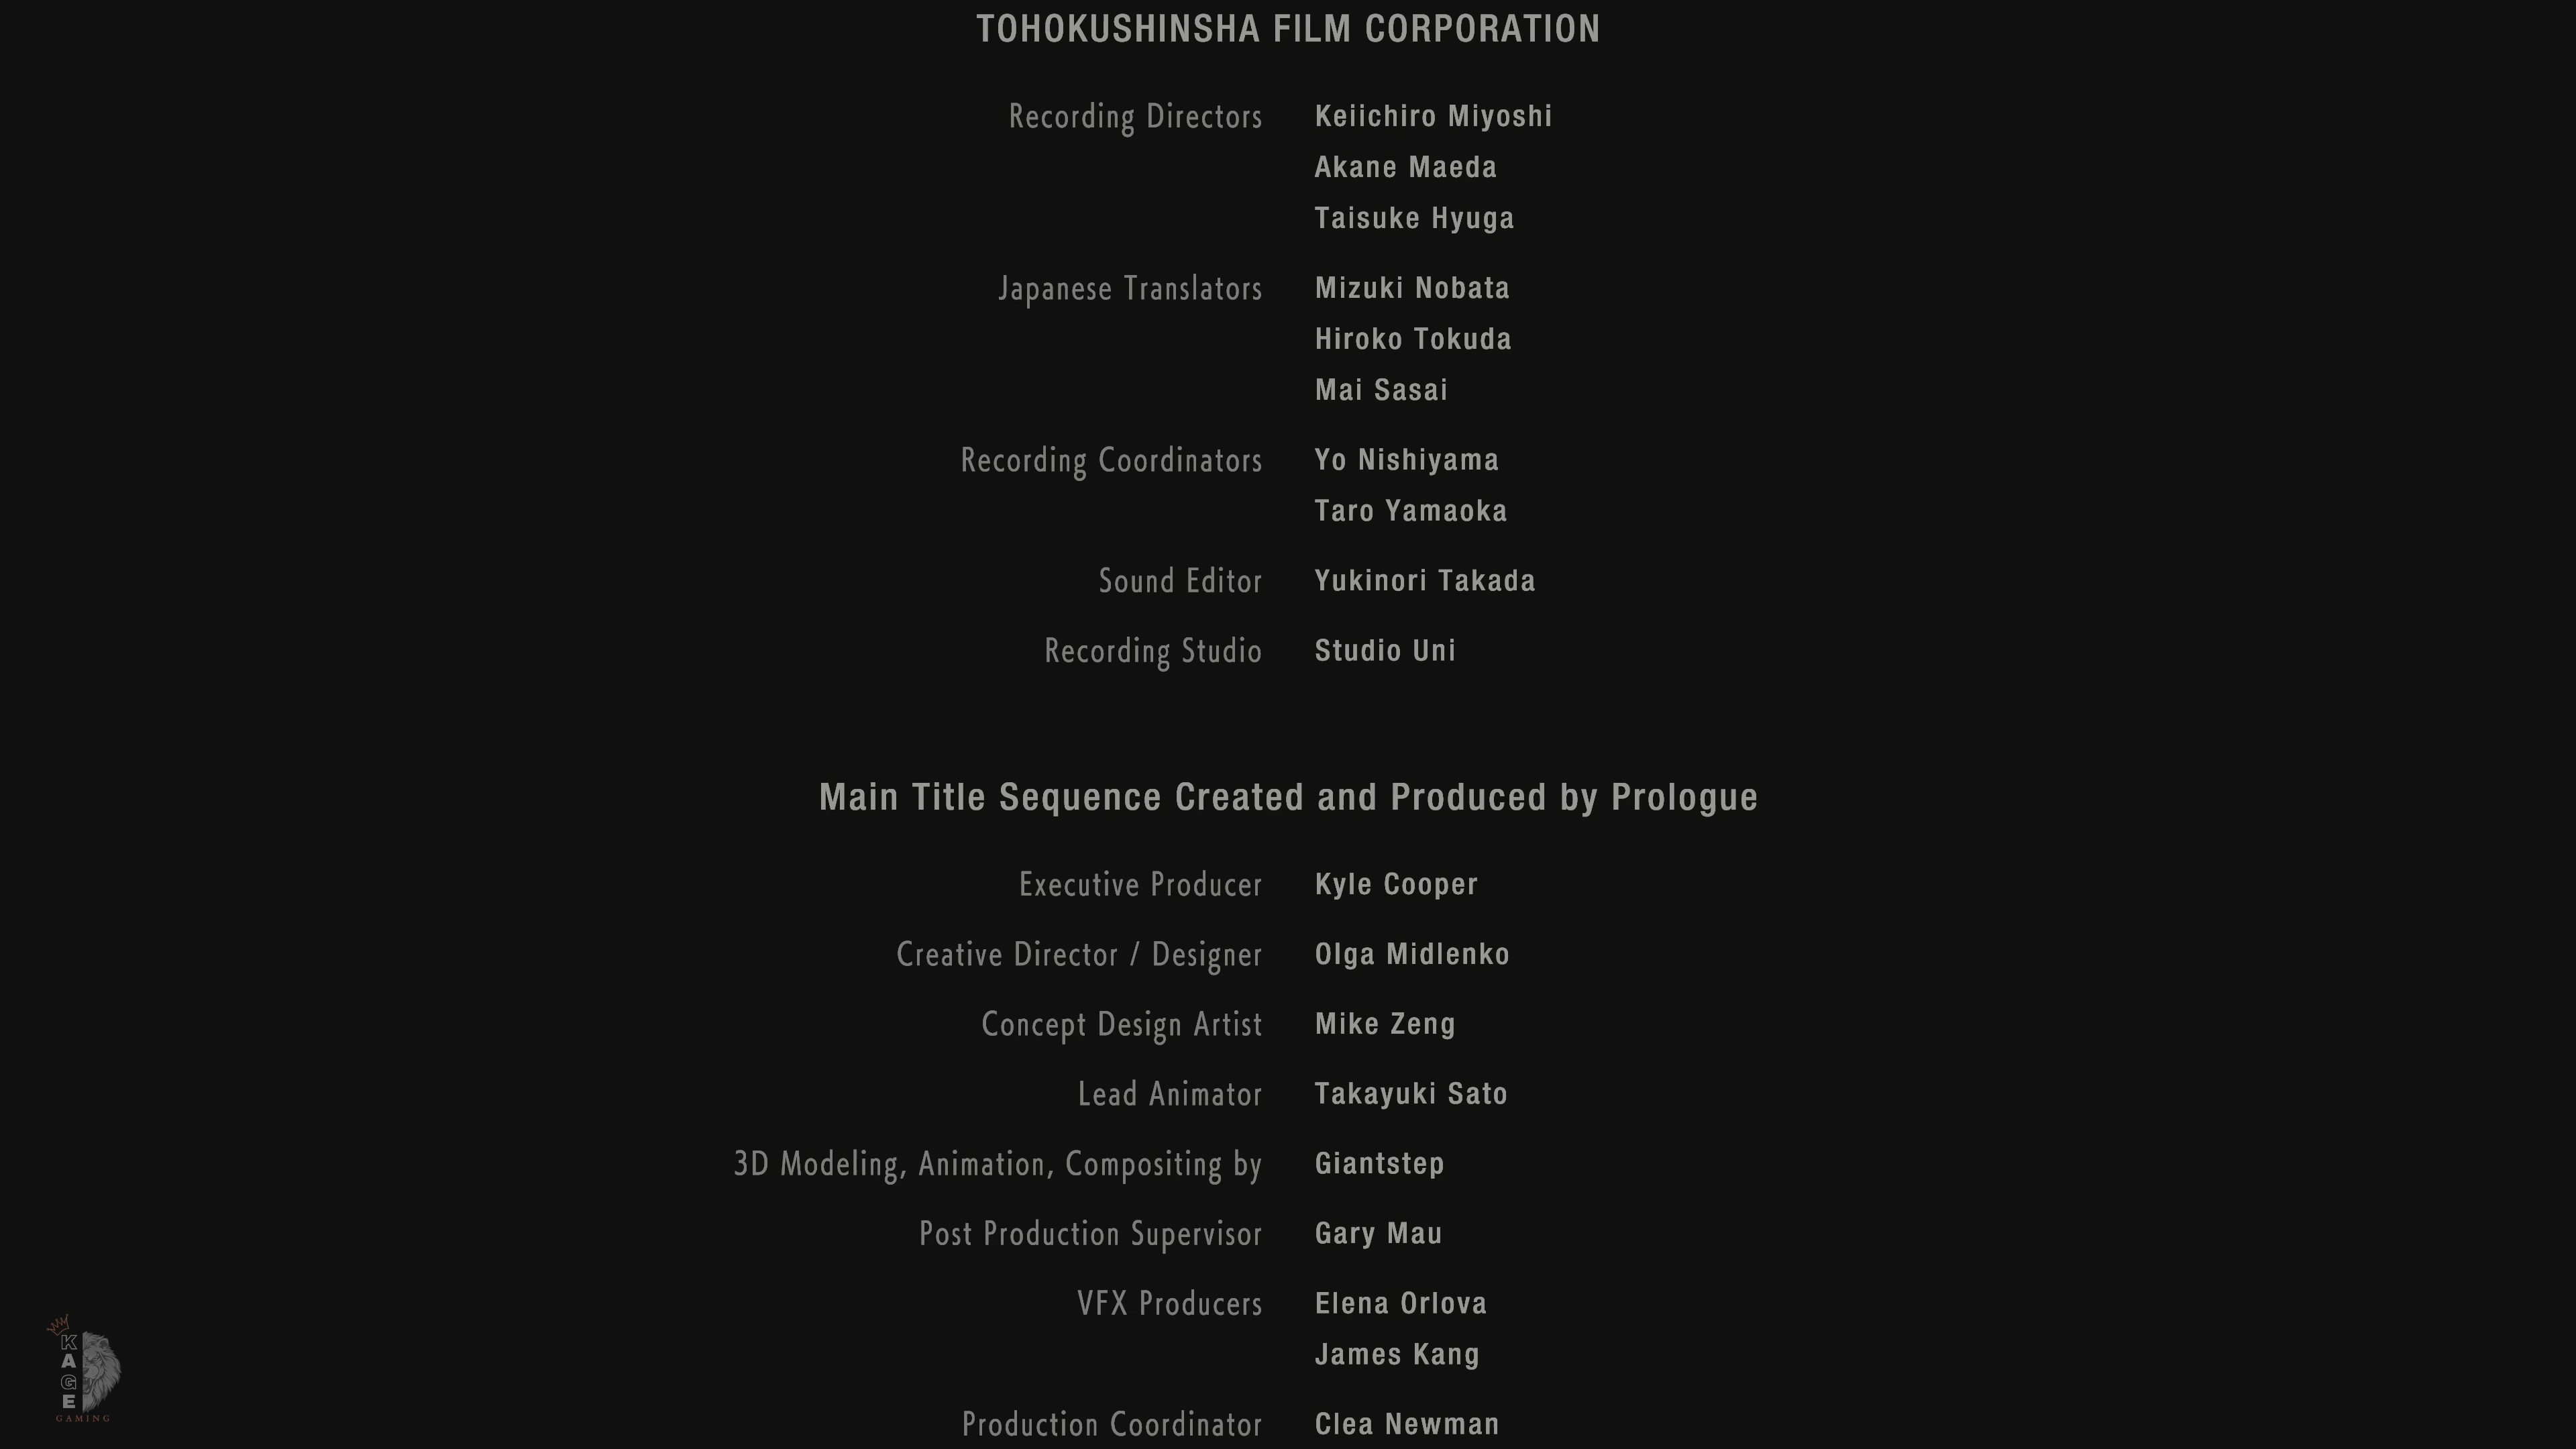 TOHOKUSHINSHA FILM CORPORATION
Recording Directors Keiichiro Miyoshi
Akane Maeda
Taisuke Hyuga
Japanese Translators Mizuki Nobata
Hiroko Tokuda
Mai Sasai
Recording Coordinators Yo Nishiyama
Taro Yamaoka
Sound Editor Yukinori Takada
Recording Studio Studio Uni
Main Title Sequence Created and Produced by Prologue
Executive Producer Kyle Cooper
Creative Director / Designer Olga Midlenko
Concept Design Artist Mike Zeng
Lead Animator Takayuki Sato
3D Modeling, Animation, Compositing by Giantstep
Post Production Supervisor Gary Mau
VFX Producers Elena Orlova
James Kang
Production Coordinator Clea Newman
KAGE
GAMING